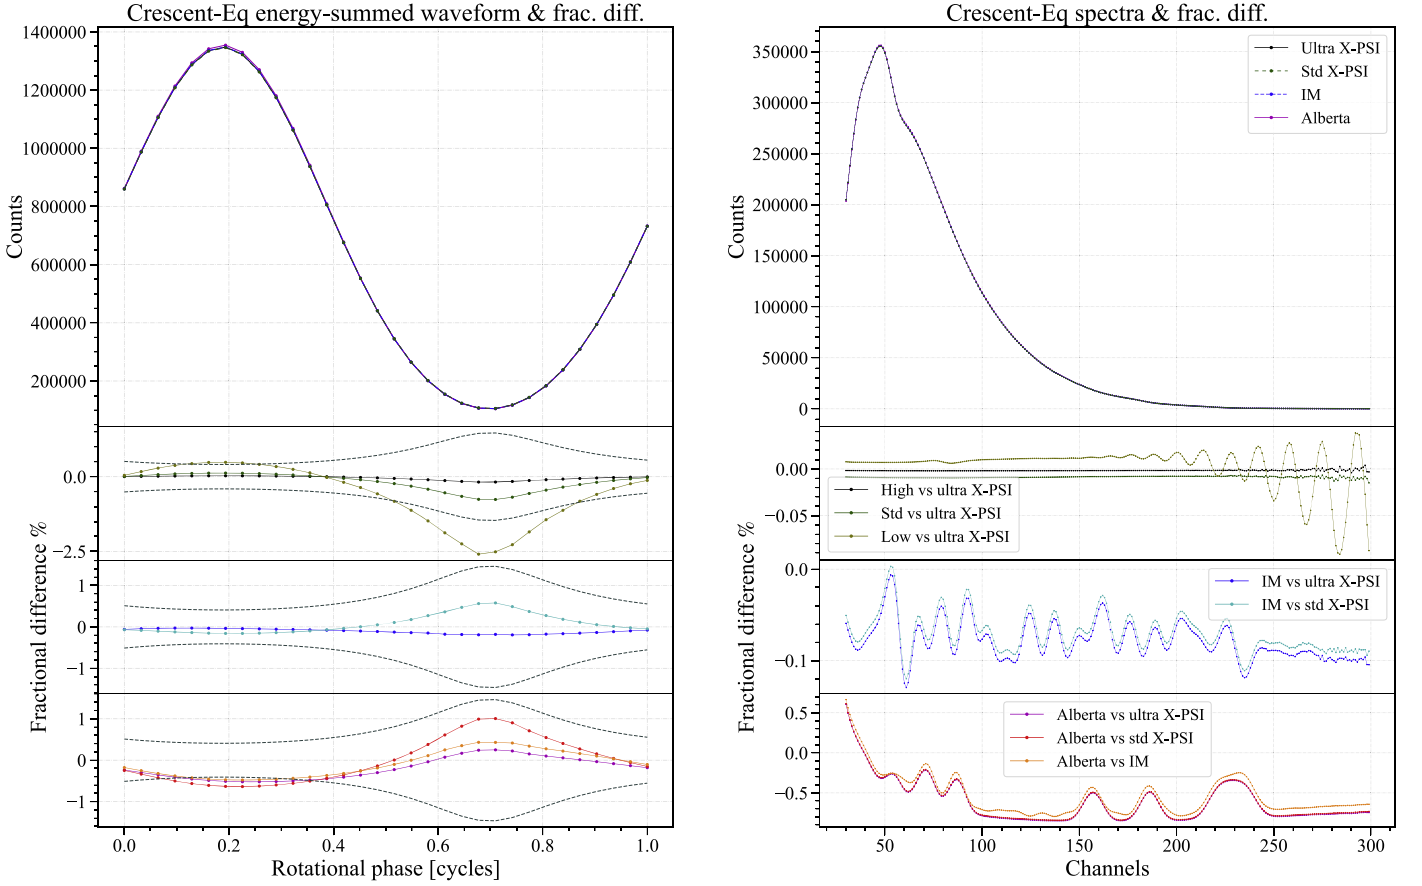 Crescent-Eq energy-summed waveform & frac. diff.
1400000
1200000
1000000
800000
600000
400000
200000
Counts
0.0
−2.5
1
0
−1
1
0
−1
Fractional difference %
0.0
0.2
0.4
0.6
0.8
1.0
Rotational phase [cycles]
Crescent-Eq spectra & frac. diff.
350000
300000
250000
200000
150000
100000
50000
0
Counts
Ultra X-PSI
Std X-PSI
IM
Alberta
0.00
−0.05
High vs ultra X-PSI
Std vs ultra X-PSI
Low vs ultra X-PSI
0.0
−0.1
IM vs ultra X-PSI
IM vs std X-PSI
0.5
0.0
−0.5
Alberta vs ultra X-PSI
Alberta vs std X-PSI
Alberta vs IM
Fractional difference %
50
100
150
200
250
300
Channels